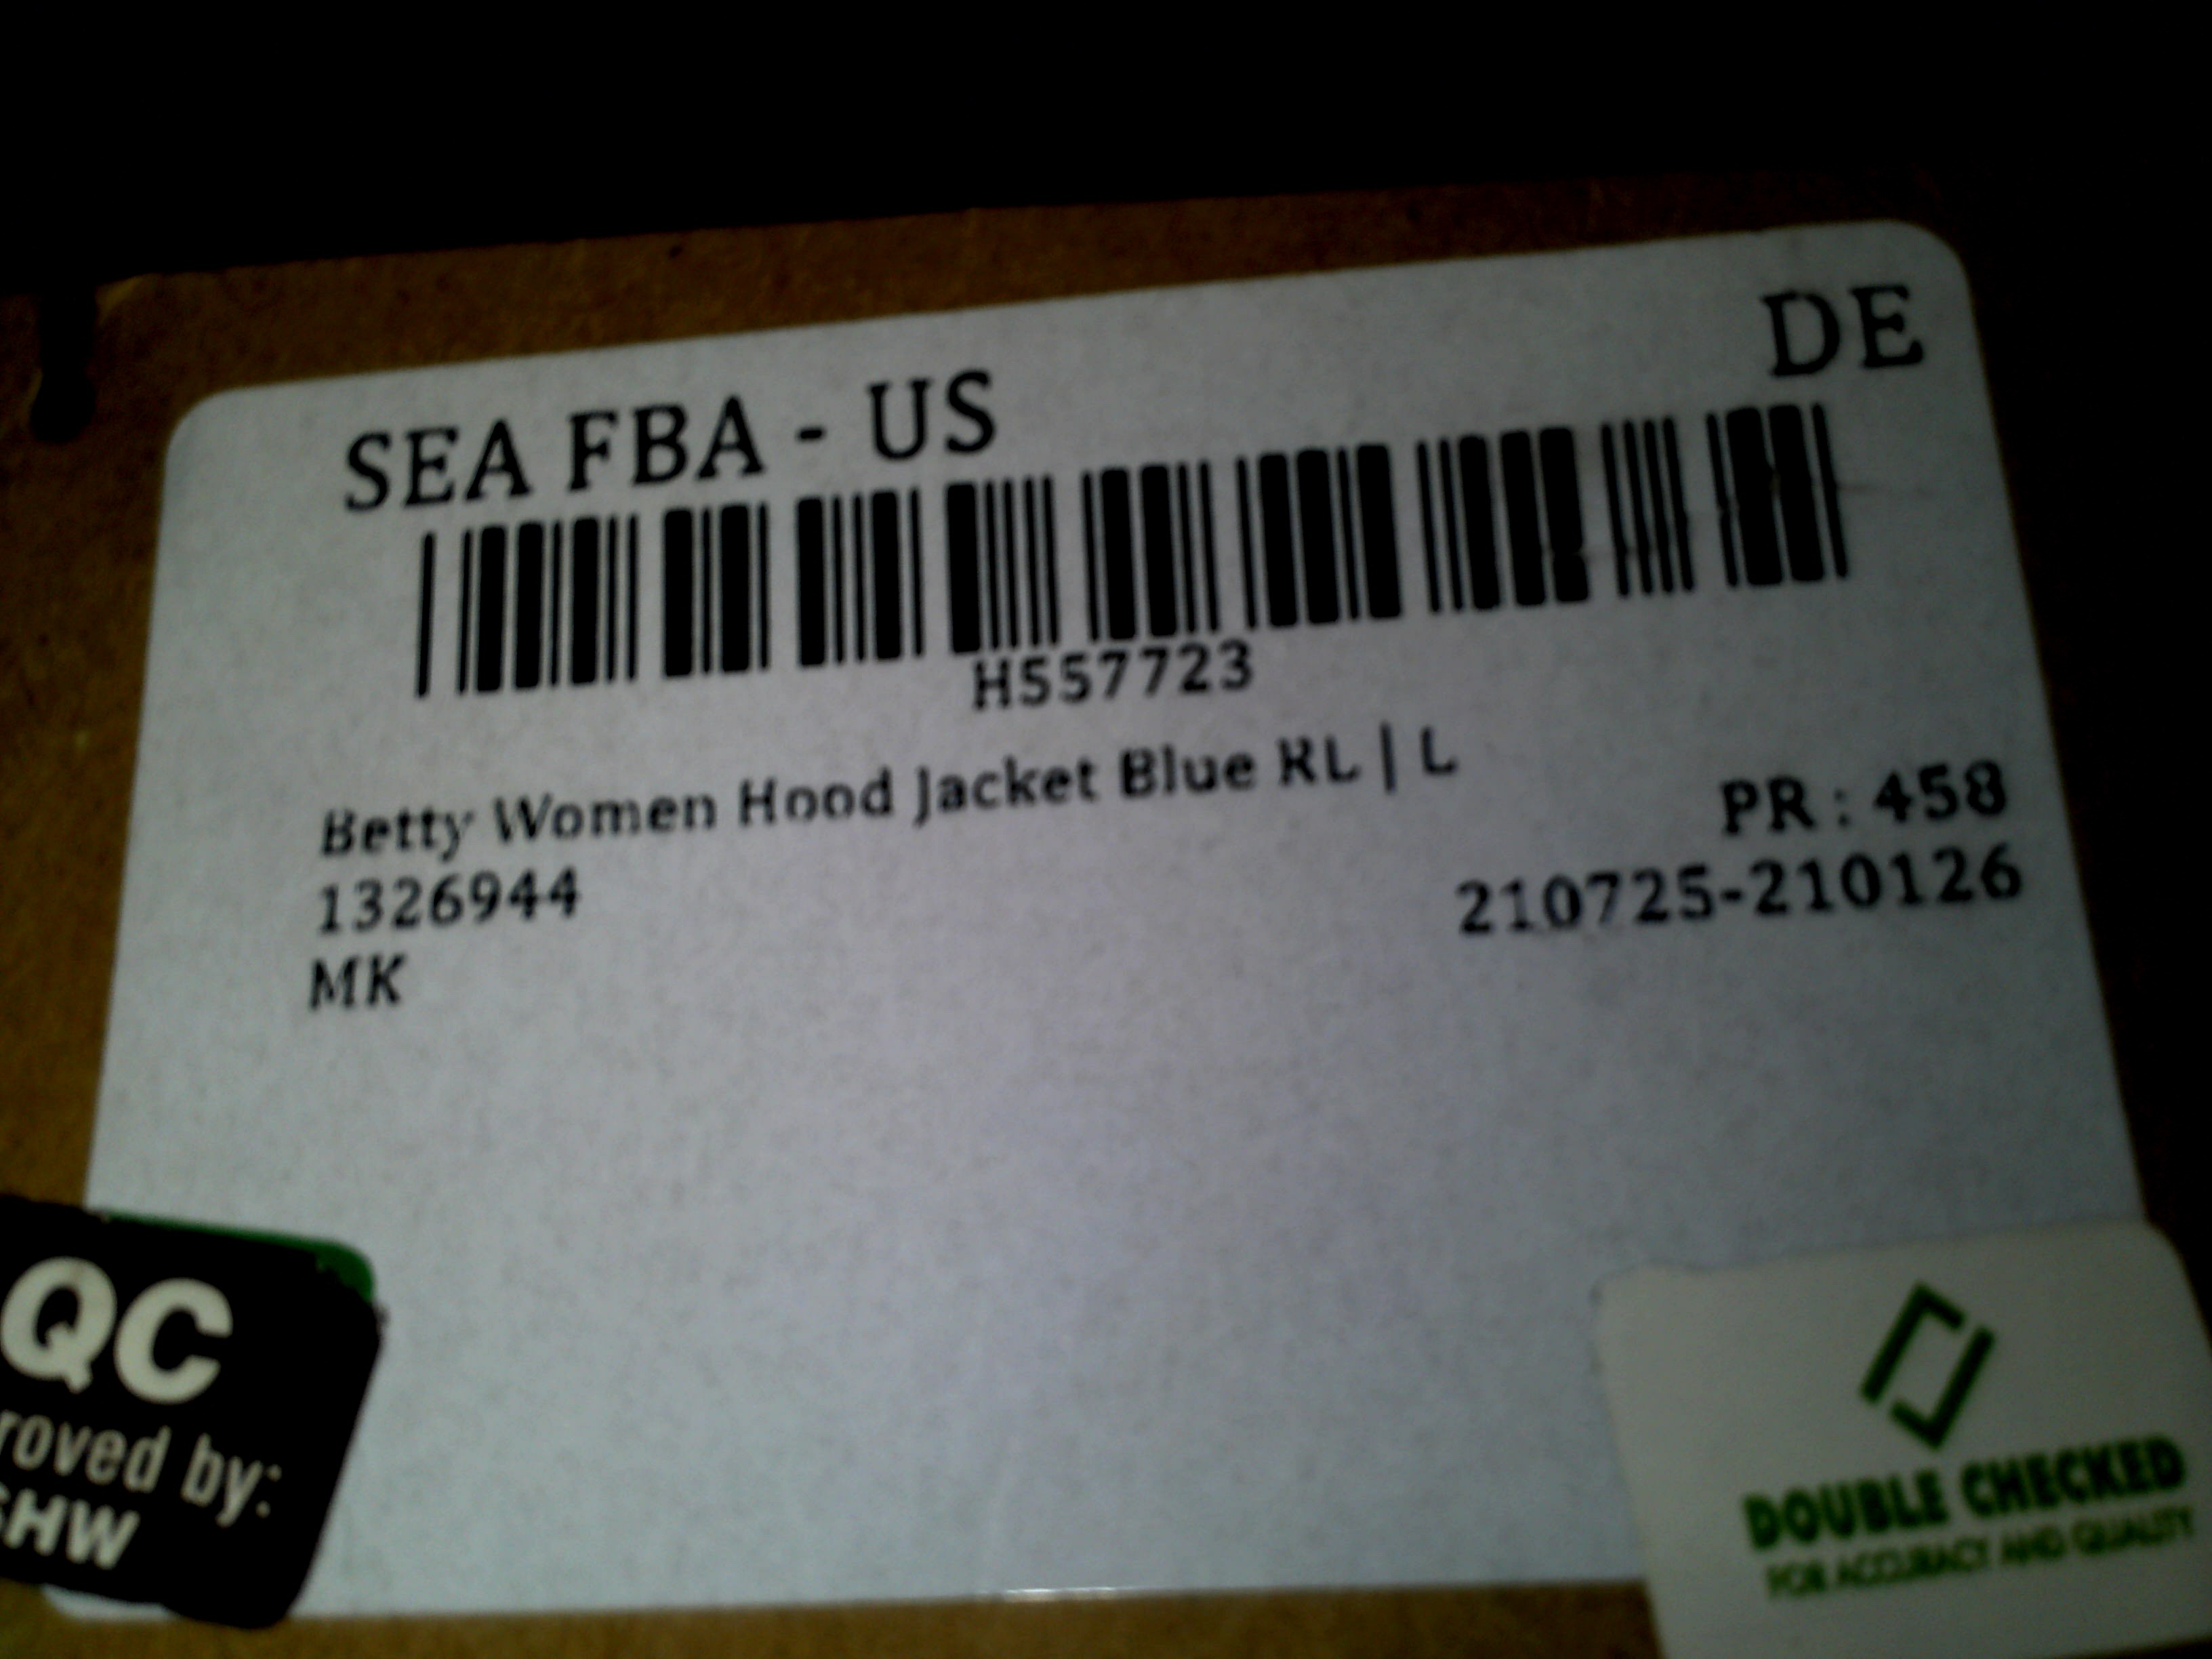 DE
SEA FBA - US
H557723
Betty Women Hood Jacket Blue RL | L
PR : 458
1326944
210725-210126
MK
QC
roved by:
HW
DOUBLE CHECKED
FOR ACCURACY AND QUALITY